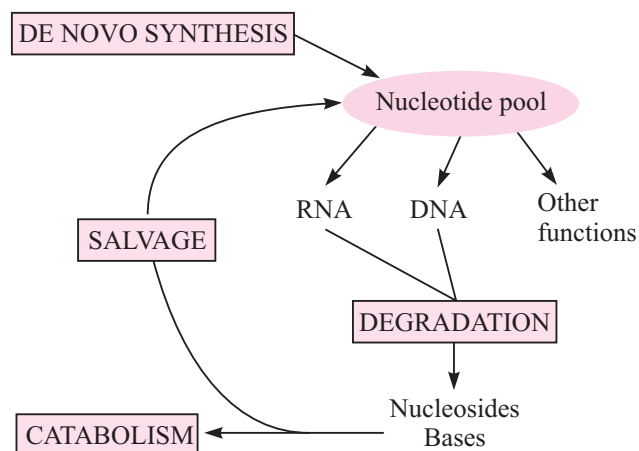 DE NOVO SYNTHESIS
Nucleotide pool
RNA
DNA
Other
functions
SALVAGE
DEGRADATION
Nucleosides
Bases
CATABOLISM